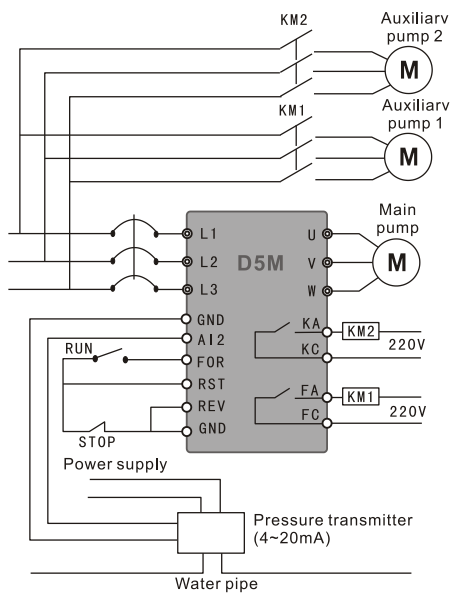 KM2
Auxiliarv
pump 2
M
KM1
Auxiliarv
pump 1
M
Main
pump
M
L1
L2
L3
D5M
U
V
W
GND
AI2
RUN
FOR
RST
REV
GND
STOP
KA
KM2
KC
220V
FA
KM1
FC
220V
Power supply
Pressure transmitter
(4~20mA)
Water pipe